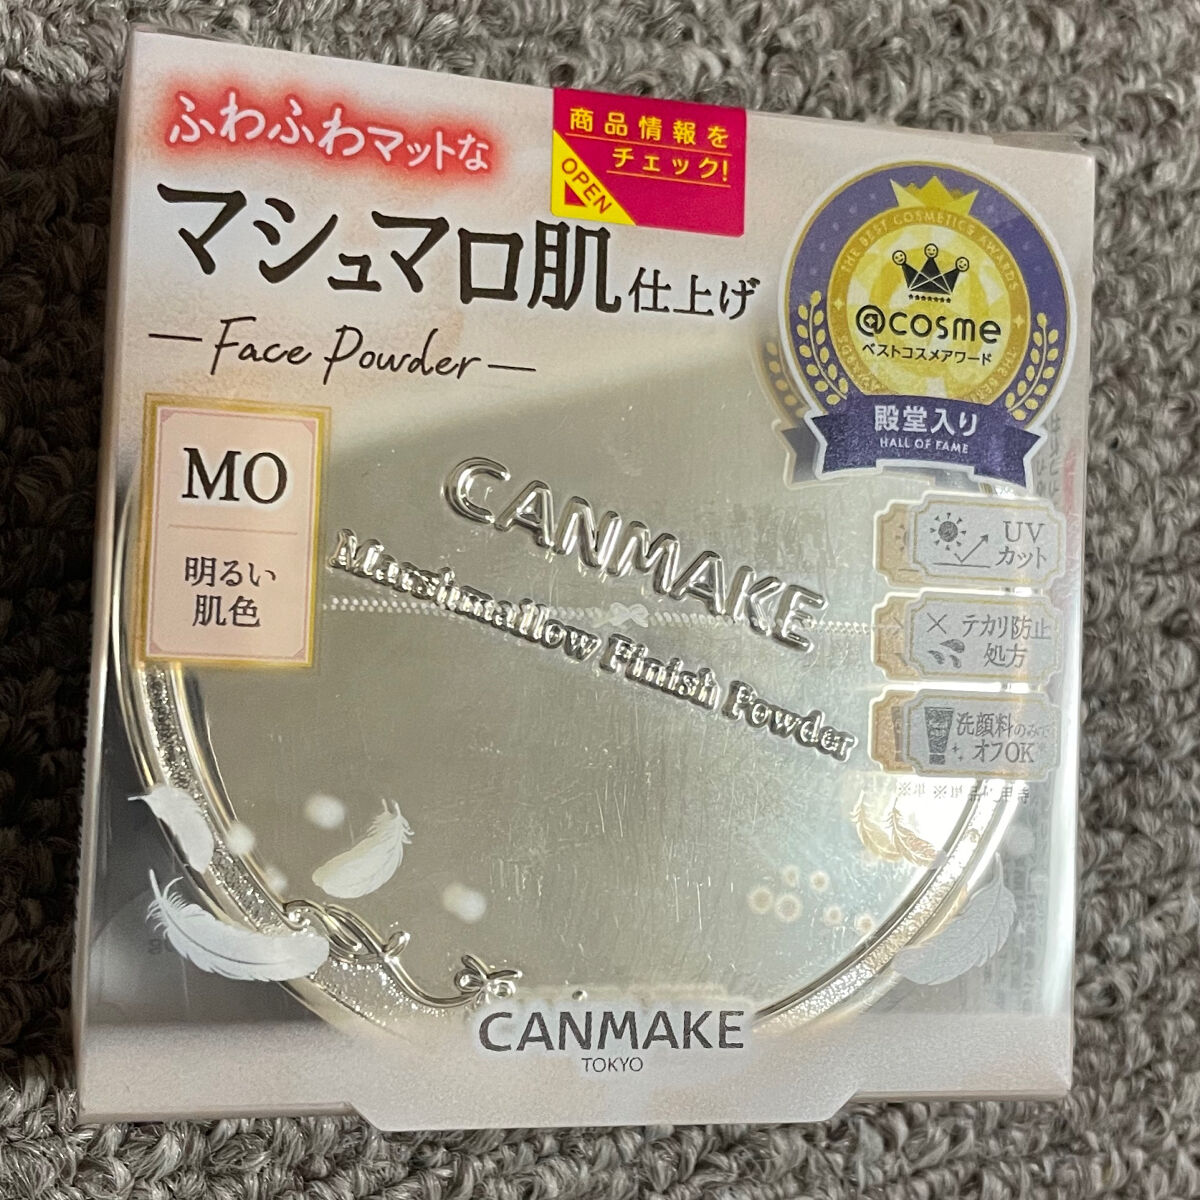 ふわふわマットな
マシュマロ肌仕上げ
Face Powder
商品情報を
チェック!
OPEN
THE BEST COSMETICS AWARDS
@cosme
ベストコスメアワード
殿堂入り
HALL OF FAME
MO
明るい
肌色
CANMAKE
Marshmallow Finish Powder
UV
カット
テカリ防止
処方
洗顔料のみで
オフOK
CANMAKE
TOKYO